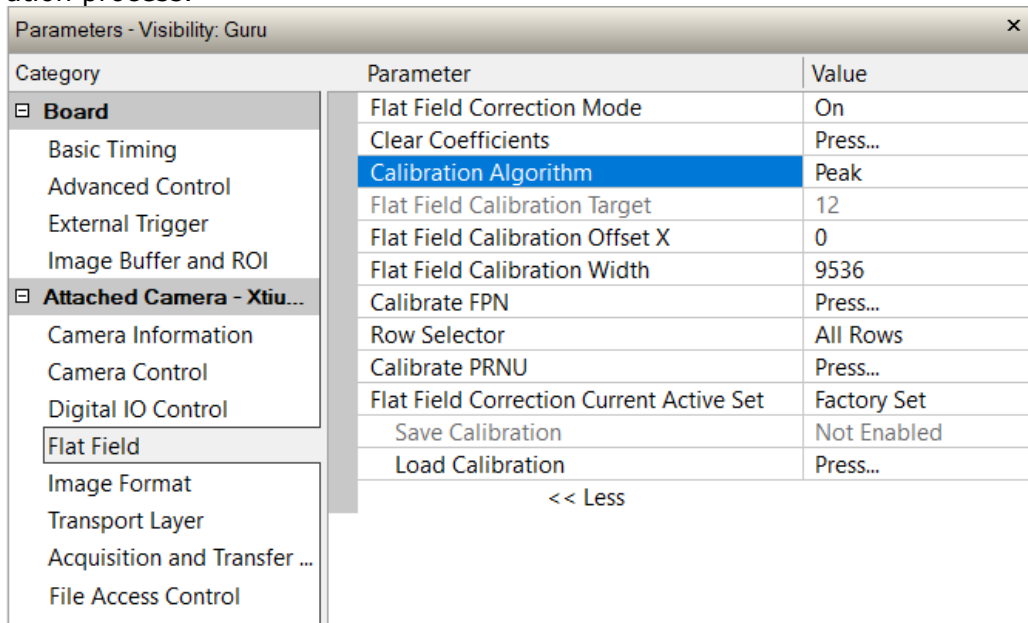 ation process.
Parameters - Visibility: Guru ×
Category Parameter Value
Board Flat Field Correction Mode On
Basic Timing Clear Coefficients Press...
Advanced Control Calibration Algorithm Peak
External Trigger Flat Field Calibration Target 12
Image Buffer and ROI Flat Field Calibration Offset X 0
Attached Camera - Xtiu... Flat Field Calibration Width 9536
Camera Information Calibrate FPN Press...
Camera Control Row Selector All Rows
Digital IO Control Calibrate PRNU Press...
Flat Field Flat Field Correction Current Active Set Factory Set
Image Format Save Calibration Not Enabled
Transport Layer Load Calibration Press...
Acquisition and Transfer ... << Less
File Access Control